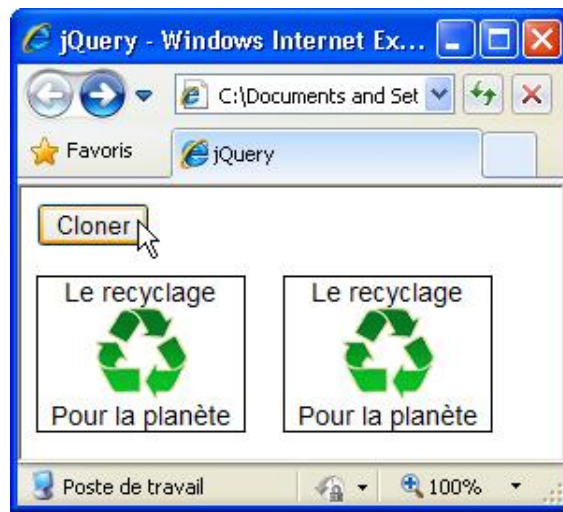 jQuery - Windows Internet Ex...
C:\Documents and Set
Favoris
jQuery
Cloner
Le recyclage Le recyclage
Pour la planète Pour la planète
Poste de travail
100%